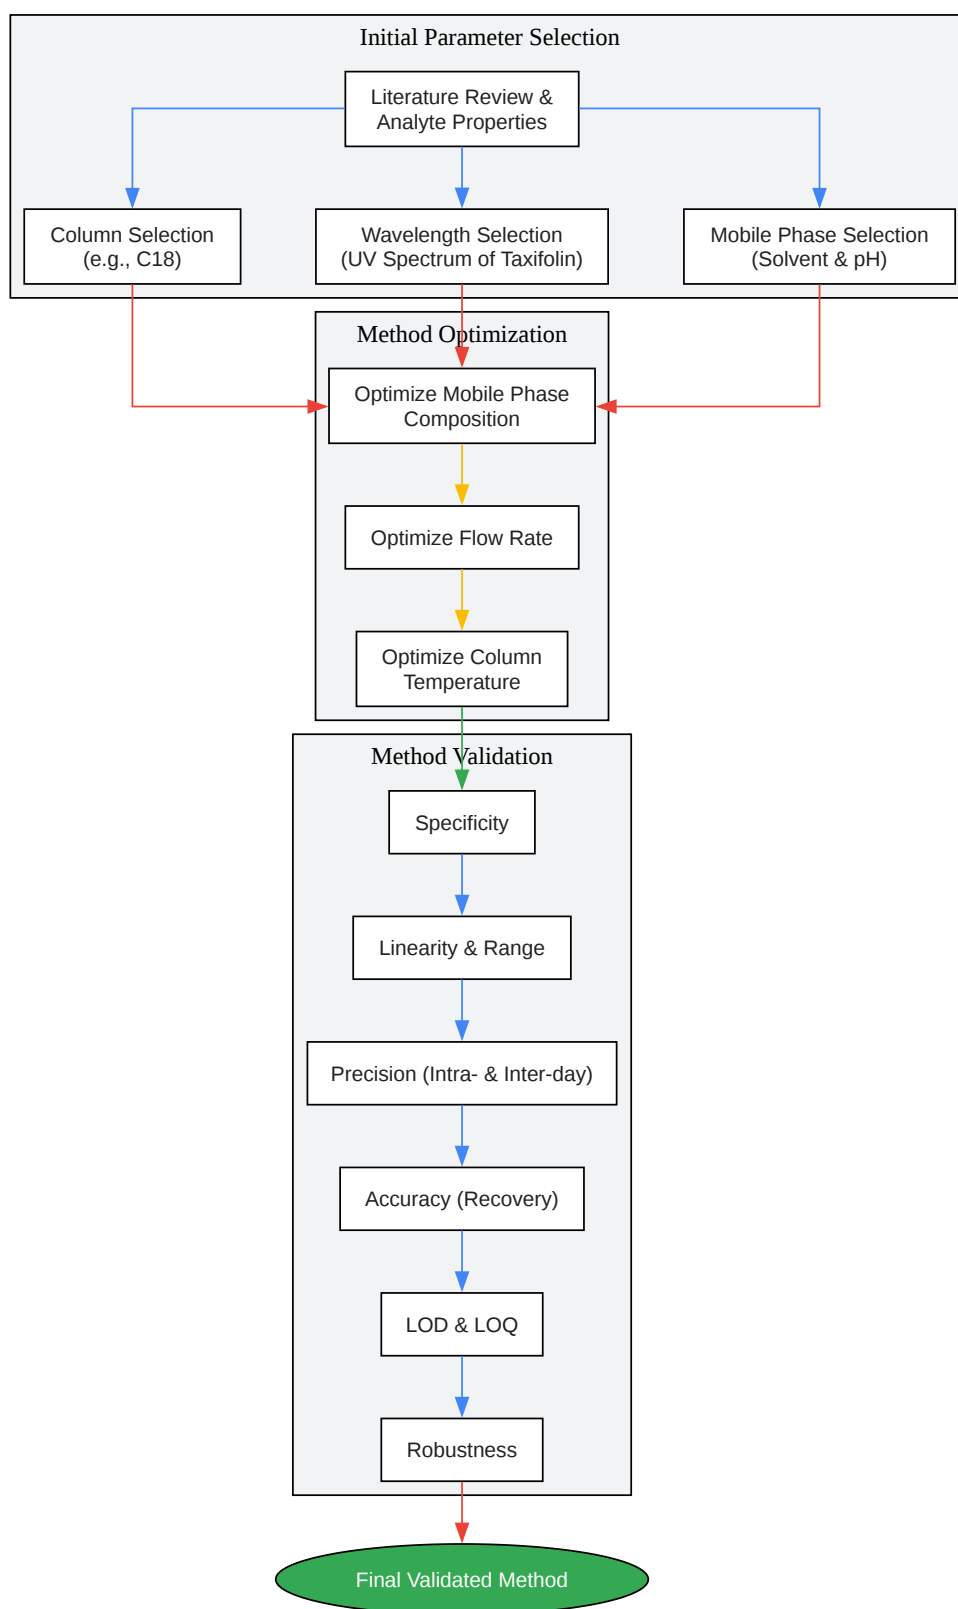 Initial Parameter Selection
Literature Review &
Analyte Properties
Column Selection
(e.g., C18)
Wavelength Selection
(UV Spectrum of Taxifolin)
Mobile Phase Selection
(Solvent & pH)
Method Optimization
Optimize Mobile Phase
Composition
Optimize Flow Rate
Optimize Column
Temperature
Method Validation
Specificity
Linearity & Range
Precision (Intra- & Inter-day)
Accuracy (Recovery)
LOD & LOQ
Robustness
Final Validated Method